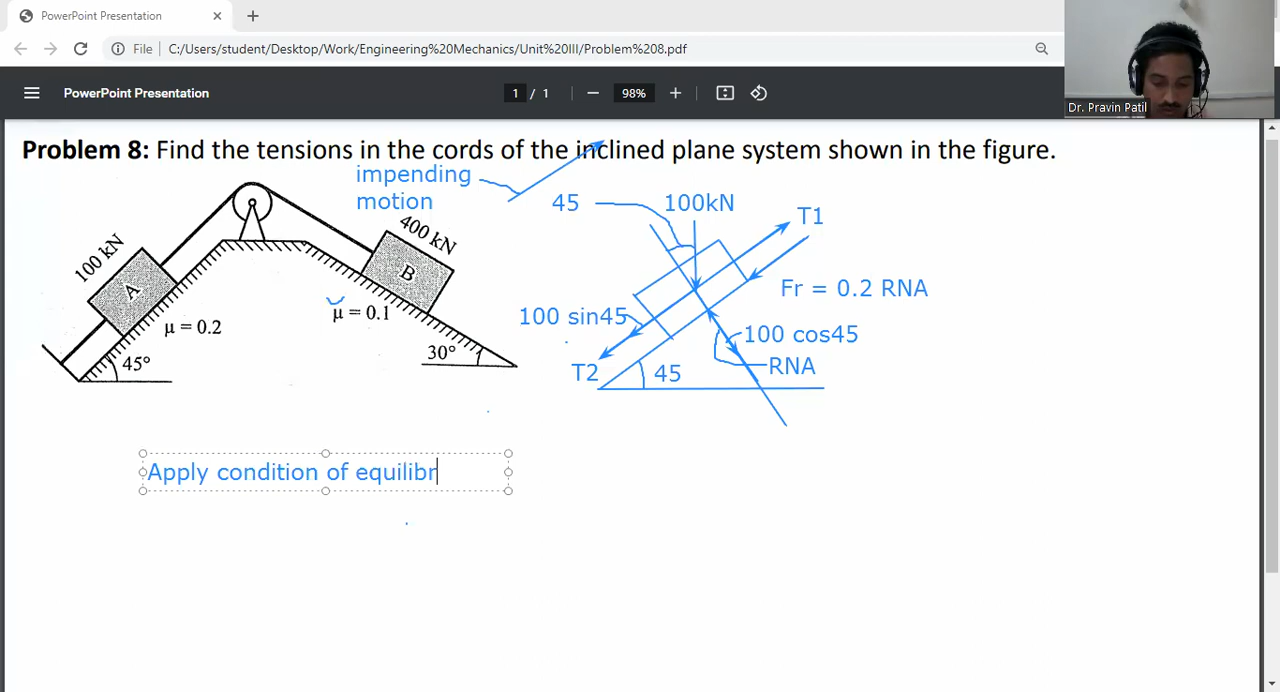 PowerPoint Presentation
File
C:/Users/student/Desktop/Work/Engineering%20Mechanics/Unit%20III/Problem%208.pdf
PowerPoint Presentation
1 / 1
98%
Dr. Pravin Patil
Problem 8: Find the tensions in the cords of the inclined plane system shown in the figure.
impending
motion
100 kN
A
μ = 0.2
45°
400 kN
B
μ = 0.1
30°
45
100kN
T1
Fr = 0.2 RNA
100 sin45
100 cos45
RNA
T2
45
Apply condition of equilibr